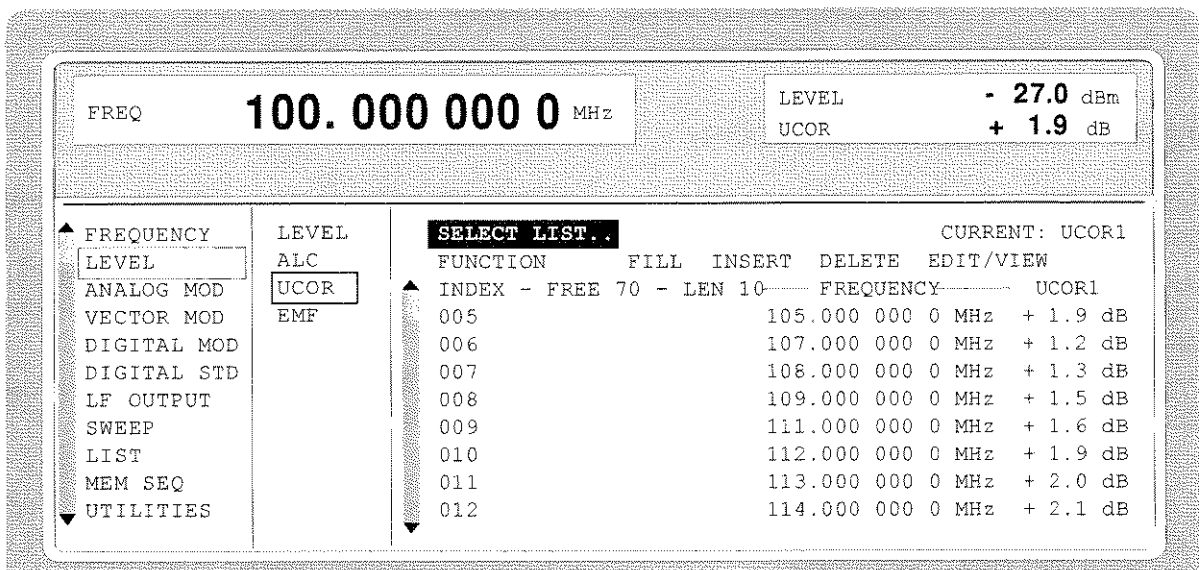 FREQ 100. 000 000 0 MHz
LEVEL - 27.0 dBm
UCOR + 1.9 dB
FREQUENCY
LEVEL
ANALOG MOD
VECTOR MOD
DIGITAL MOD
DIGITAL STD
LF OUTPUT
SWEEP
LIST
MEM SEQ
UTILITIES
LEVEL
ALC
UCOR
EMF
SELECT LIST.. CURRENT: UCOR1
FUNCTION FILL INSERT DELETE EDIT/VIEW
INDEX - FREE 70 - LEN 10 FREQUENCY UCOR1
005 105.000 000 0 MHz + 1.9 dB
006 107.000 000 0 MHz + 1.2 dB
007 108.000 000 0 MHz + 1.3 dB
008 109.000 000 0 MHz + 1.5 dB
009 111.000 000 0 MHz + 1.6 dB
010 112.000 000 0 MHz + 1.9 dB
011 113.000 000 0 MHz + 2.0 dB
012 114.000 000 0 MHz + 2.1 dB